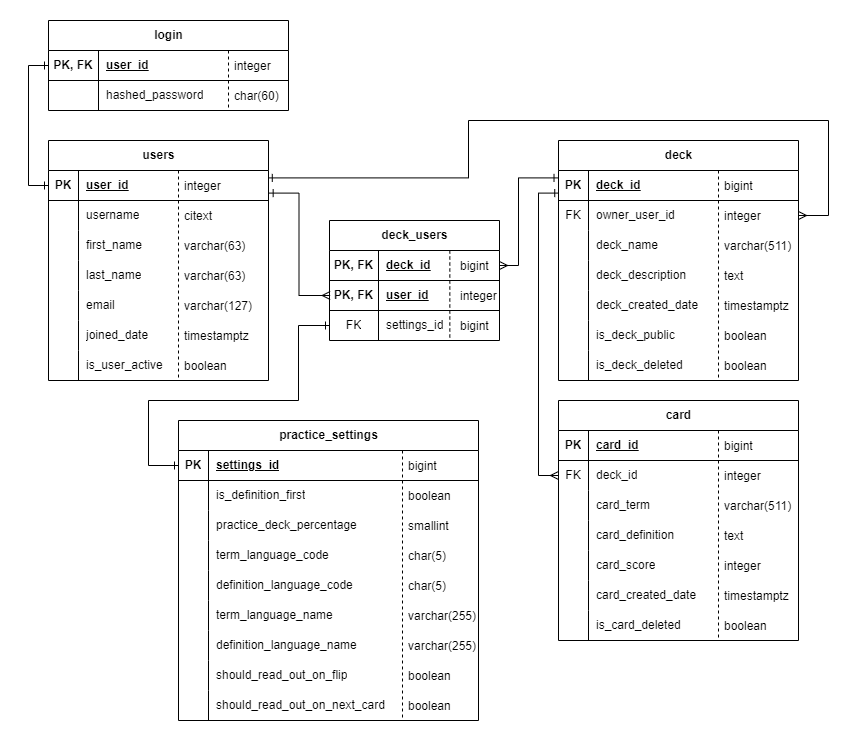 login
PK, FK user_id integer
hashed_password char(60)
users
PK user_id integer
username citext
first_name varchar(63)
last_name varchar(63)
email varchar(127)
joined_date timestamptz
is_user_active boolean
deck_users
PK, FK deck_id bigint
PK, FK user_id integer
FK settings_id bigint
deck
PK deck_id bigint
FK owner_user_id integer
deck_name varchar(511)
deck_description text
deck_created_date timestamptz
is_deck_public boolean
is_deck_deleted boolean
practice_settings
PK settings_id bigint
is_definition_first boolean
practice_deck_percentage smallint
term_language_code char(5)
definition_language_code char(5)
term_language_name varchar(255)
definition_language_name varchar(255)
should_read_out_on_flip boolean
should_read_out_on_next_card boolean
card
PK card_id bigint
FK deck_id integer
card_term varchar(511)
card_definition text
card_score integer
card_created_date timestamptz
is_card_deleted boolean